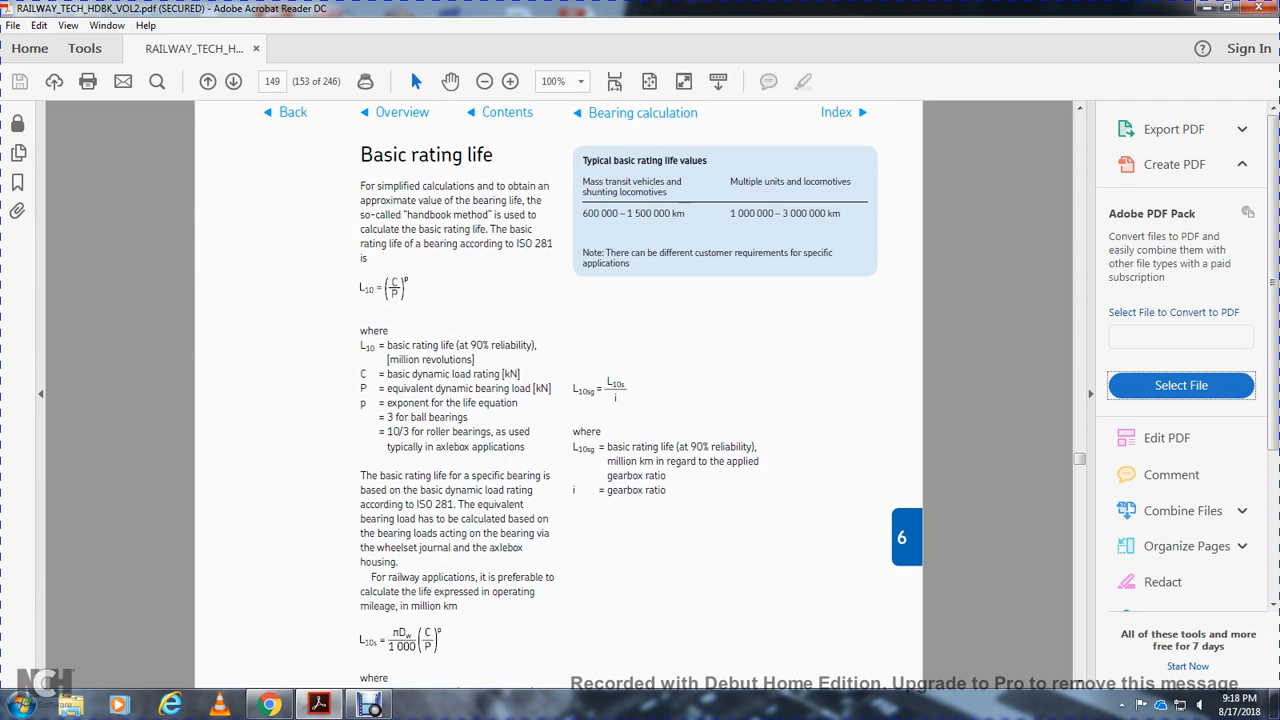 RAILWAY_TECH_HDBK_VOL2.pdf (SECURED) - Adobe Acrobat Reader DC
File Edit View Window Help
Home Tools RAILWAY_TECH_H... × Sign In
149 (153 of 246) 100%
Back Overview Contents Bearing calculation Index
Basic rating life
For simplified calculations and to obtain an
approximate value of the bearing life, the
so-called "handbook method" is used to
calculate the basic rating life. The basic
rating life of a bearing according to ISO 281
is
L10 = (C/P)^p
where
L10 = basic rating life (at 90% reliability),
[million revolutions]
C = basic dynamic load rating [kN]
P = equivalent dynamic bearing load [kN]
p = exponent for the life equation
= 3 for ball bearings
= 10/3 for roller bearings, as used
typically in axlebox applications
The basic rating life for a specific bearing is
based on the basic dynamic load rating
according to ISO 281. The equivalent
bearing load has to be calculated based on
the bearing loads acting on the bearing via
the wheelset journal and the axlebox
housing.
For railway applications, it is preferable to
calculate the life expressed in operating
mileage, in million km
L10s = πDw/1 000 (C/P)^p
where
Typical basic rating life values
Mass transit vehicles and
shunting locomotives
Multiple units and locomotives
600 000 – 1 500 000 km
1 000 000 – 3 000 000 km
Note: There can be different customer requirements for specific
applications
L10sg = L10s/i
where
L10sg = basic rating life (at 90% reliability),
million km in regard to the applied
gearbox ratio
i = gearbox ratio
6
Export PDF
Create PDF
Adobe PDF Pack
Convert files to PDF and
easily combine them with
other file types with a paid
subscription
Select File to Convert to PDF
Select File
Edit PDF
Comment
Combine Files
Organize Pages
Redact
All of these tools and more
free for 7 days
Start Now
NCH
Software
Recorded with Debut Home Edition. Upgrade to Pro to remove this message
9:18 PM
8/17/2018